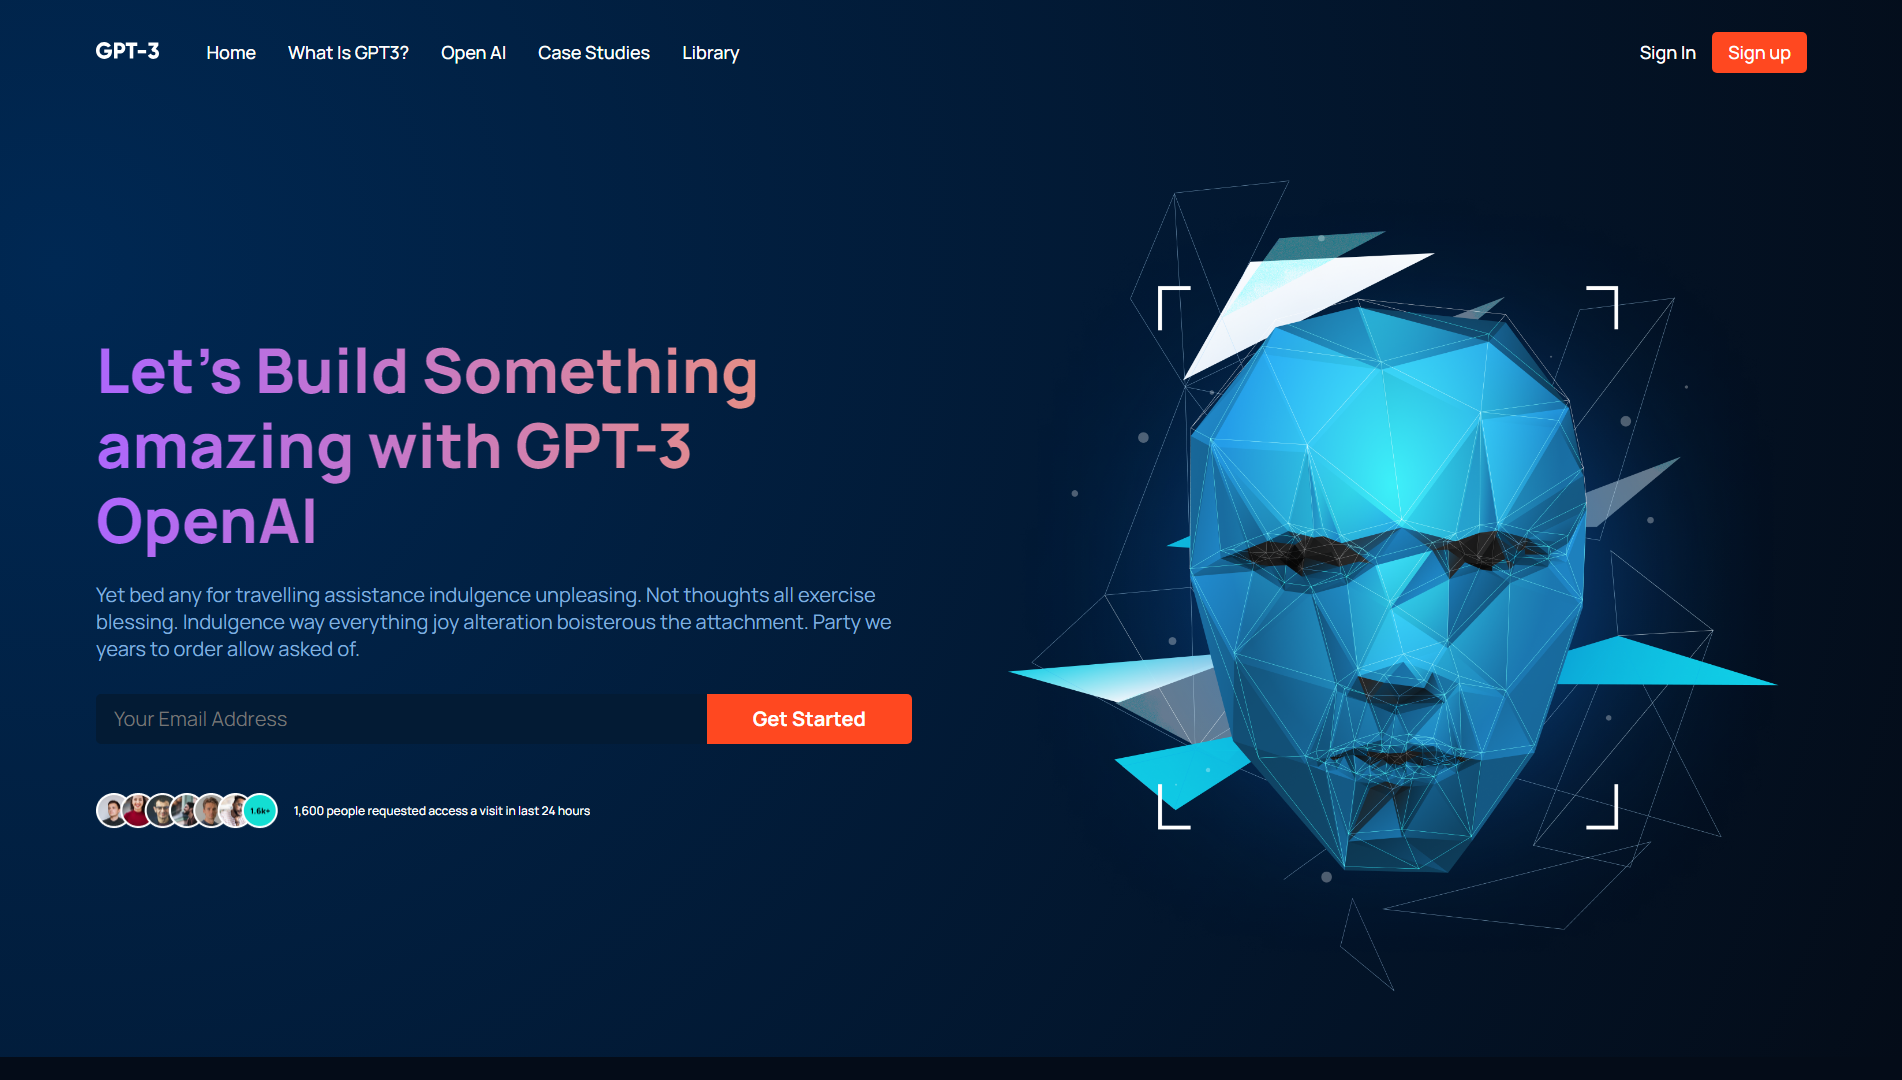 GPT-3
Home
What Is GPT3?
Open AI
Case Studies
Library
Sign In
Sign up
Let's Build Something
amazing with GPT-3
OpenAI
Yet bed any for travelling assistance indulgence unpleasing. Not thoughts all exercise
blessing. Indulgence way everything joy alteration boisterous the attachment. Party we
years to order allow asked of.
Your Email Address
Get Started
1.6k+
1,600 people requested access a visit in last 24 hours